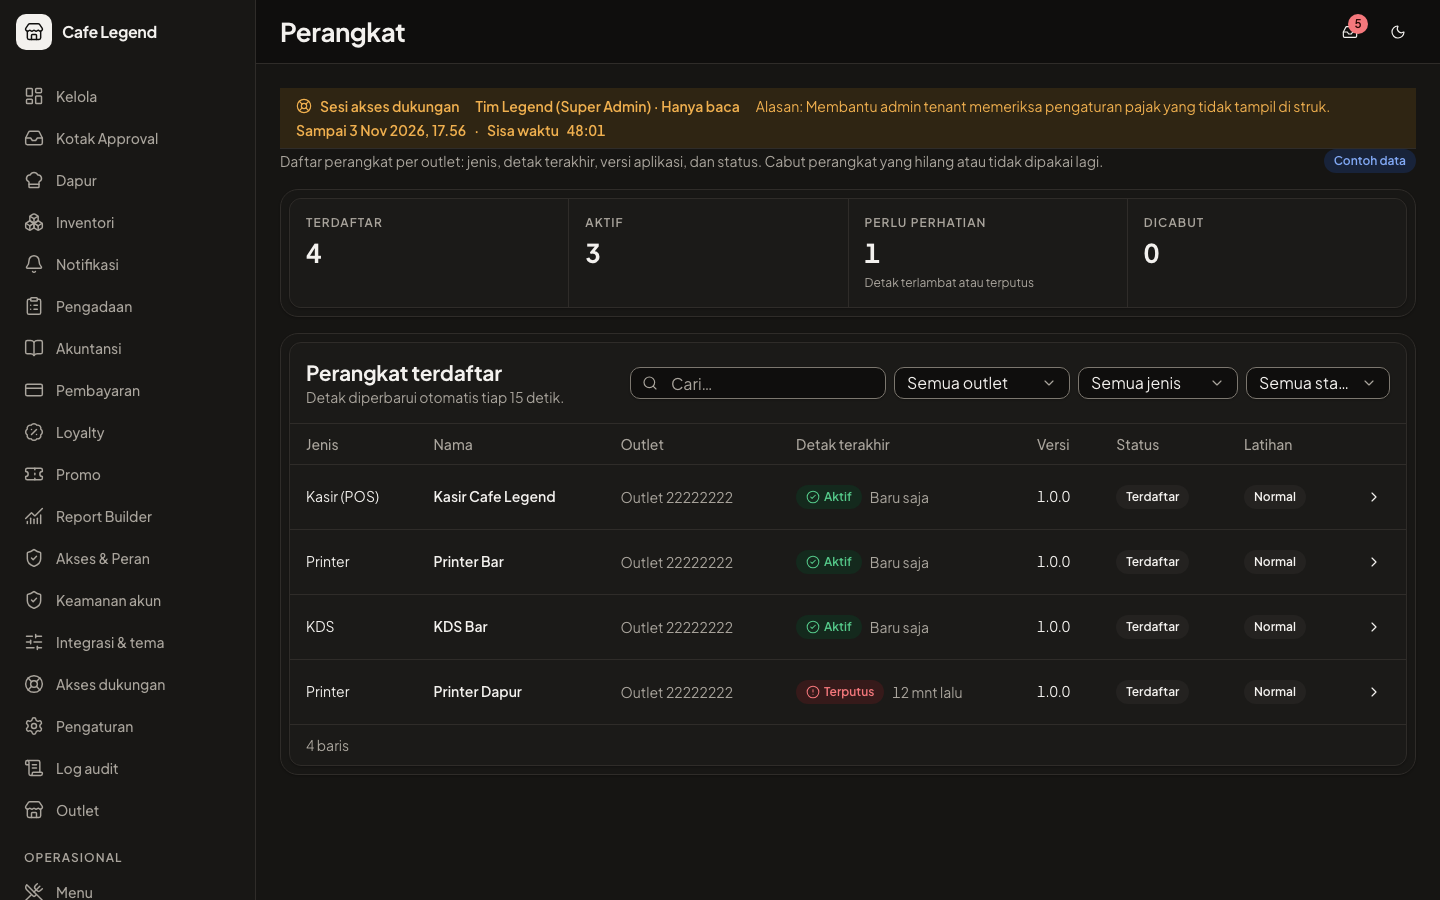 Cafe Legend
Perangkat
5
Kelola
Kotak Approval
Dapur
Inventori
Notifikasi
Pengadaan
Akuntansi
Pembayaran
Loyalty
Promo
Report Builder
Akses & Peran
Keamanan akun
Integrasi & tema
Akses dukungan
Pengaturan
Log audit
Outlet
OPERASIONAL
Menu
Sesi akses dukungan Tim Legend (Super Admin) · Hanya baca Alasan: Membantu admin tenant memeriksa pengaturan pajak yang tidak tampil di struk.
Sampai 3 Nov 2026, 17.56 · Sisa waktu 48:01
Daftar perangkat per outlet: jenis, detak terakhir, versi aplikasi, dan status. Cabut perangkat yang hilang atau tidak dipakai lagi. Contoh data
TERDAFTAR AKTIF PERLU PERHATIAN DICABUT
4 3 1 0
Detak terlambat atau terputus
Perangkat terdaftar
Detak diperbarui otomatis tiap 15 detik.
Cari... Semua outlet Semua jenis Semua sta...
Jenis Nama Outlet Detak terakhir Versi Status Latihan
Kasir (POS) Kasir Cafe Legend Outlet 22222222 Aktif Baru saja 1.0.0 Terdaftar Normal
Printer Printer Bar Outlet 22222222 Aktif Baru saja 1.0.0 Terdaftar Normal
KDS KDS Bar Outlet 22222222 Aktif Baru saja 1.0.0 Terdaftar Normal
Printer Printer Dapur Outlet 22222222 Terputus 12 mnt lalu 1.0.0 Terdaftar Normal
4 baris